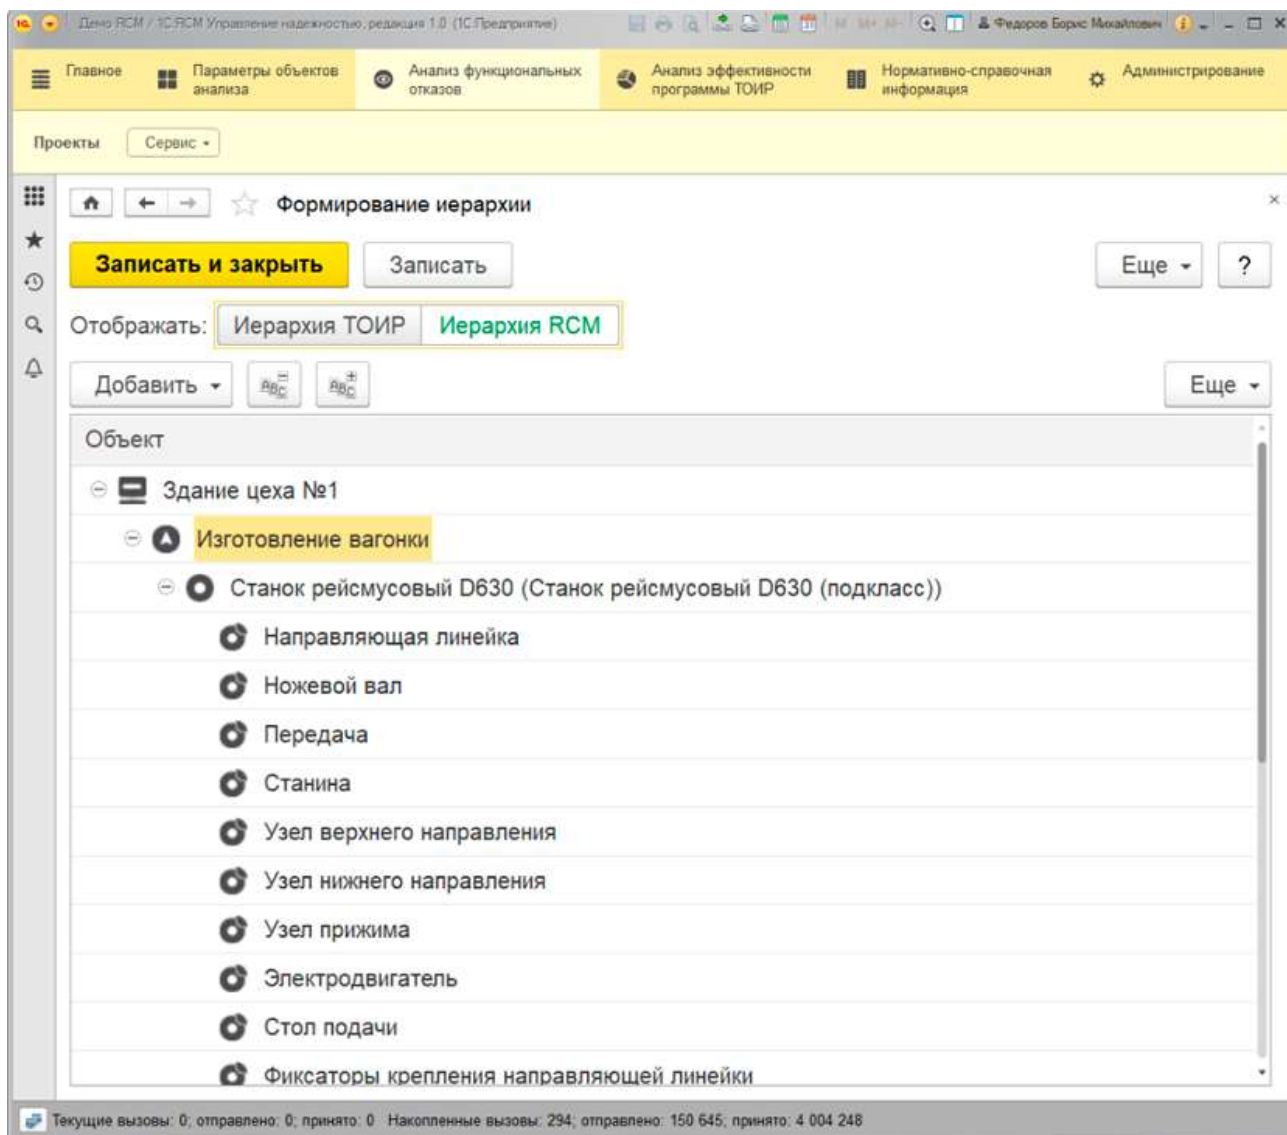 Демо RCM / 1С:RCM Управление надежностью, редакция 1.0 (1С:Предприятие)
M M+ M-
Федоров Борис Михайлович
Главное
Параметры объектов
анализа
Анализ функциональных
отказов
Анализ эффективности
программы ТОИР
Нормативно-справочная
информация
Администрирование
Проекты
Сервис
Формирование иерархии
Записать и закрыть
Записать
Еще
?
Отображать:
Иерархия ТОИР
Иерархия RCM
Добавить
Еще
Объект
Здание цеха №1
Изготовление вагонки
Станок рейсмусовый D630 (Станок рейсмусовый D630 (подкласс))
Направляющая линейка
Ножевой вал
Передача
Станина
Узел верхнего направления
Узел нижнего направления
Узел прижима
Электродвигатель
Стол подачи
Фиксаторы крепления направляющей линейки
Текущие вызовы: 0; отправлено: 0; принято: 0 Накопленные вызовы: 294; отправлено: 150 645; принято: 4 004 248